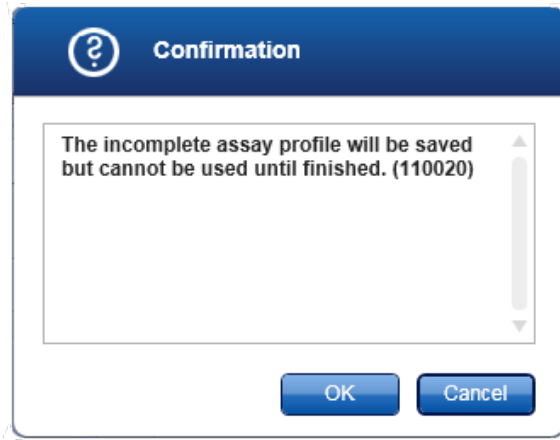 Confirmation
The incomplete assay profile will be saved
but cannot be used until finished. (110020)
OK
Cancel